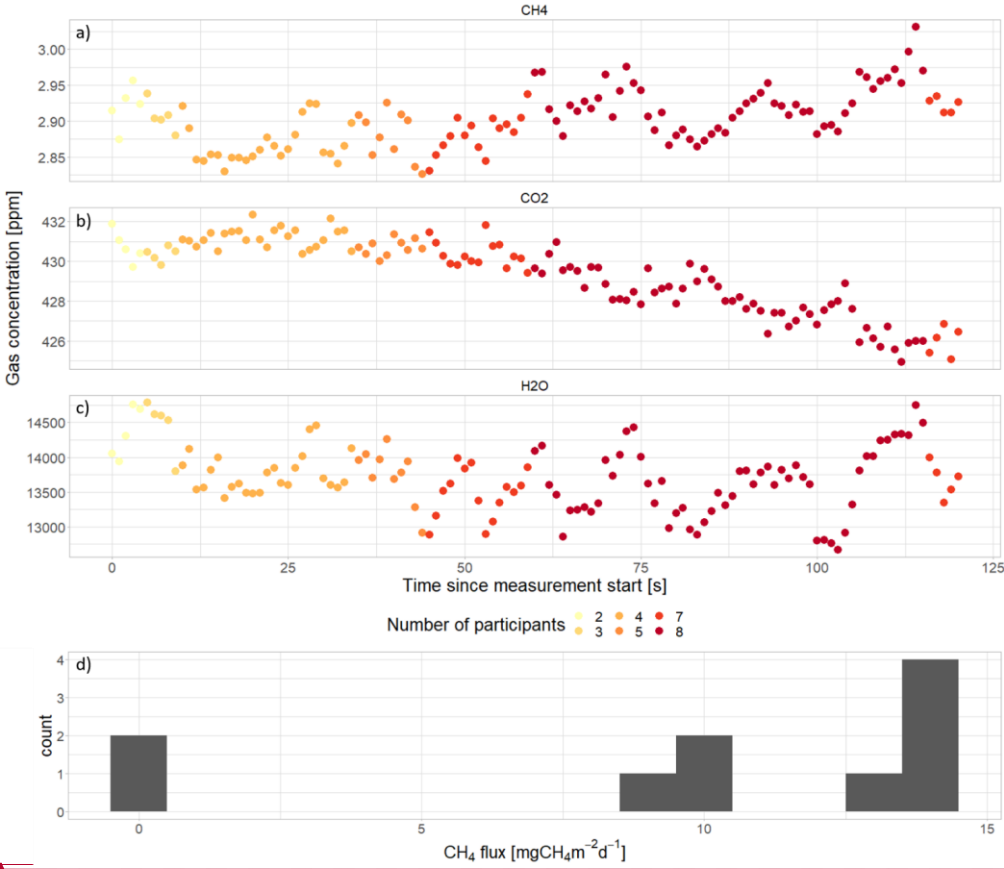 CH4
a)
3.00
2.95
2.90
2.85
CO2
b)
432
430
428
426
Gas concentration [ppm]
H2O
c)
14500
14000
13500
13000
0 25 50 75 100 125
Time since measurement start [s]
Number of participants 2 4 7
3 5 8
d)
4
3
2
1
0
count
0 5 10 15
CH₄ flux [mgCH₄m⁻²d⁻¹]